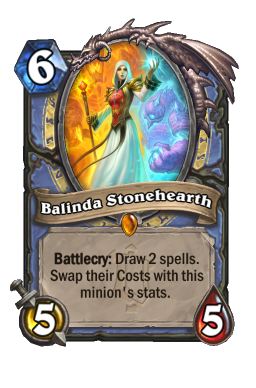 6
Balinda Stonehearth
Battlecry: Draw 2 spells.
Swap their Costs with this
minion's stats.
5 5